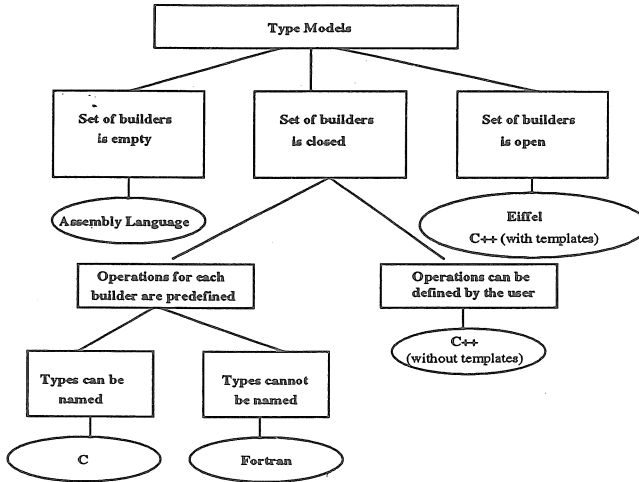 Type Models
Set of builders
is empty
Set of builders
is closed
Set of builders
is open
Assembly Language
Eiffel
C++ (with templates)
Operations for each
builder are predefined
Operations can be
defined by the user
C++
(without templates)
Types can be
named
Types cannot
be named
C
Fortran